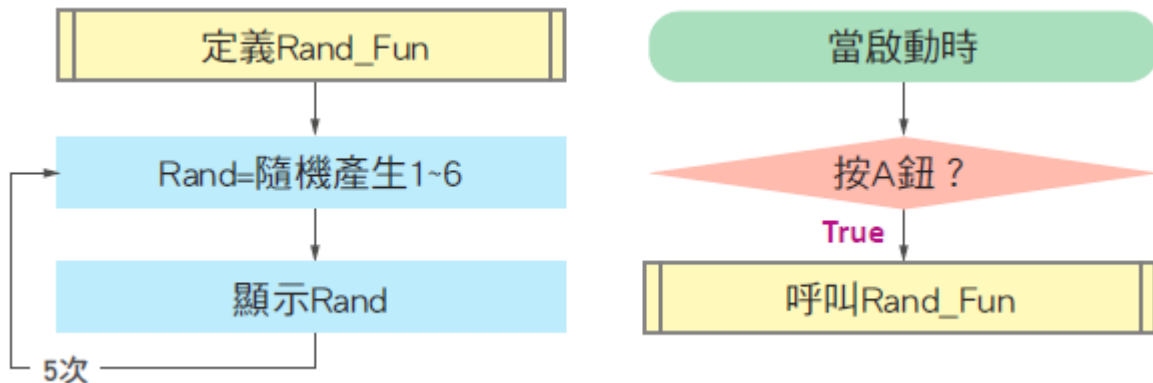 定義Rand_Fun
Rand=隨機產生1~6
顯示Rand
5次
當啟動時
按A鈕？
True
呼叫Rand_Fun